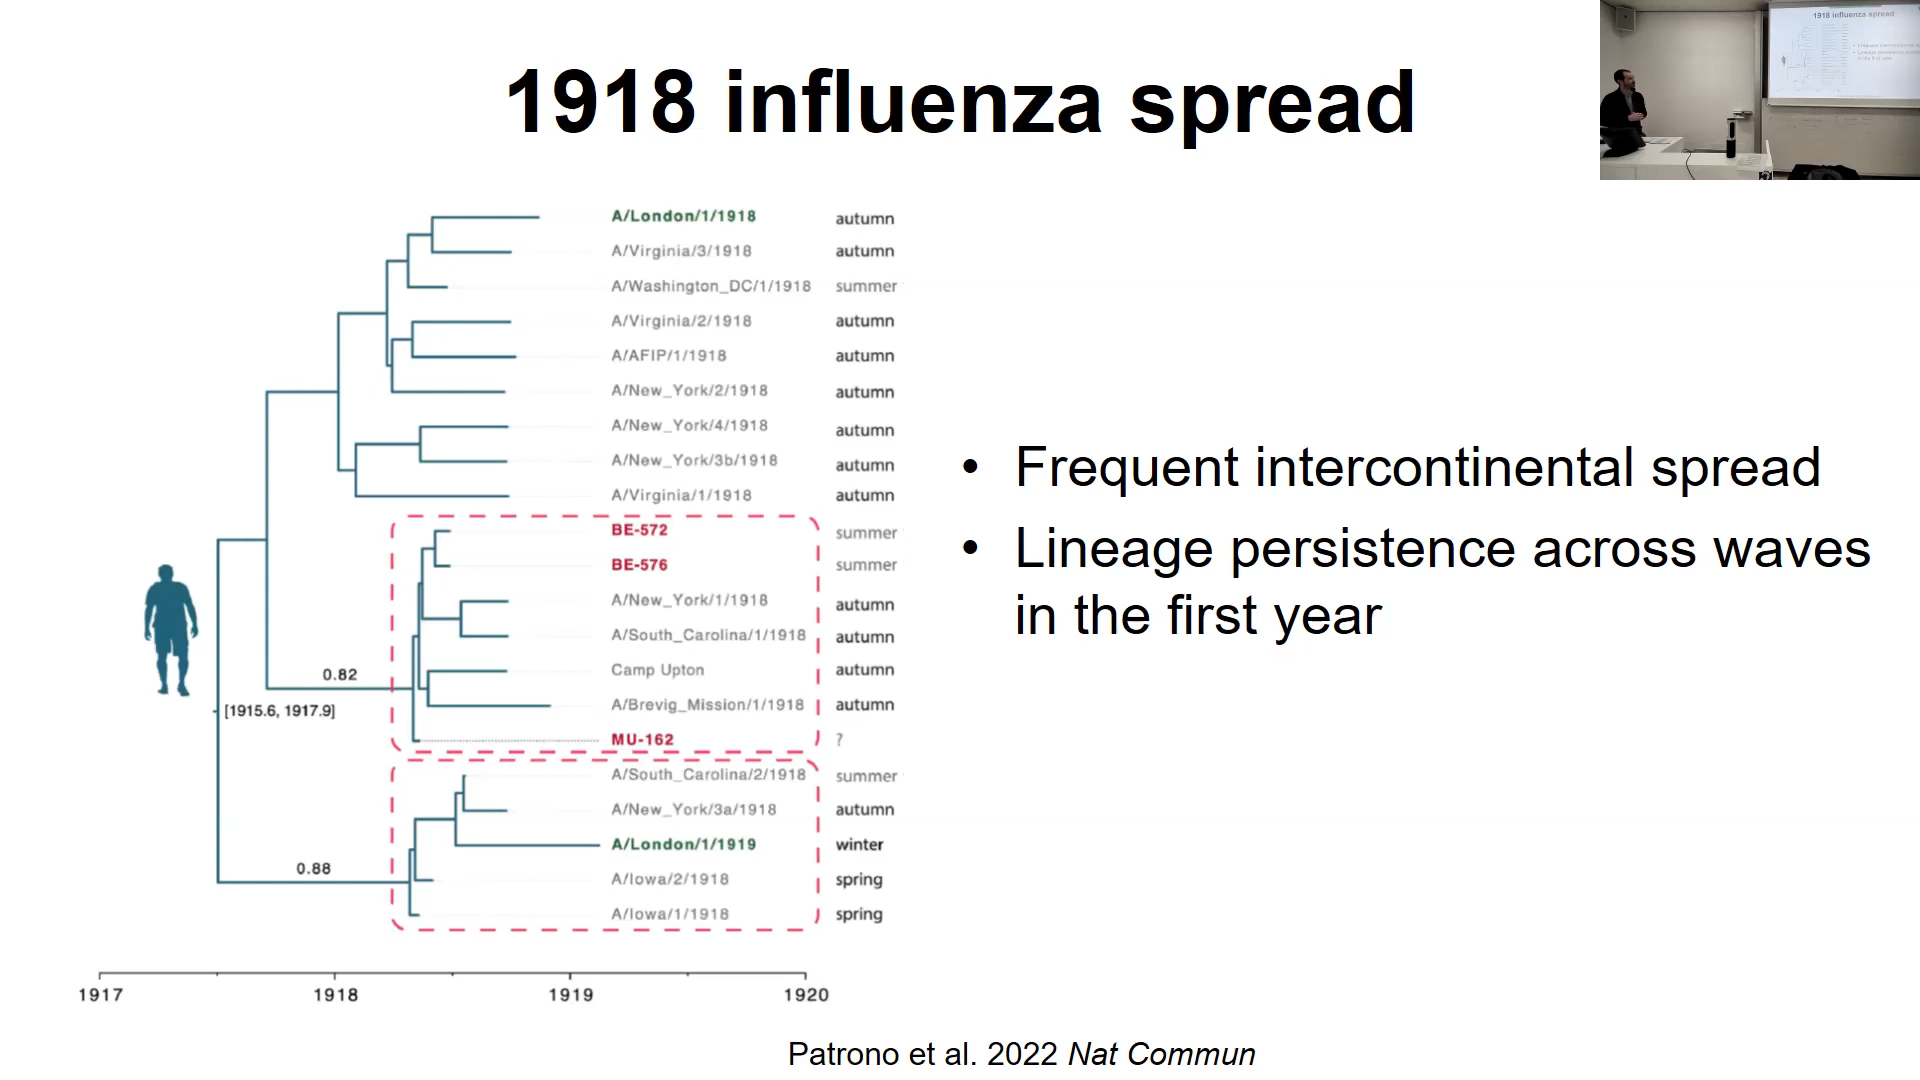 1918 influenza spread
1918 influenza spread
A/London/1/1918 autumn
A/Virginia/3/1918 autumn
A/Washington_DC/1/1918 summer
A/Virginia/2/1918 autumn
A/AFIP/1/1918 autumn
A/New_York/2/1918 autumn
A/New_York/4/1918 autumn
A/New_York/3b/1918 autumn
A/Virginia/1/1918 autumn
BE-572 summer
BE-576 summer
A/New_York/1/1918 autumn
A/South_Carolina/1/1918 autumn
Camp Upton autumn
A/Brevig_Mission/1/1918 autumn
MU-162 ?
A/South_Carolina/2/1918 summer
A/New_York/3a/1918 autumn
A/London/1/1919 winter
A/Iowa/2/1918 spring
A/Iowa/1/1918 spring
0.82
[1915.6, 1917.9]
0.88
1917 1918 1919 1920
• Frequent intercontinental spread
• Lineage persistence across waves
in the first year
Patrono et al. 2022 Nat Commun